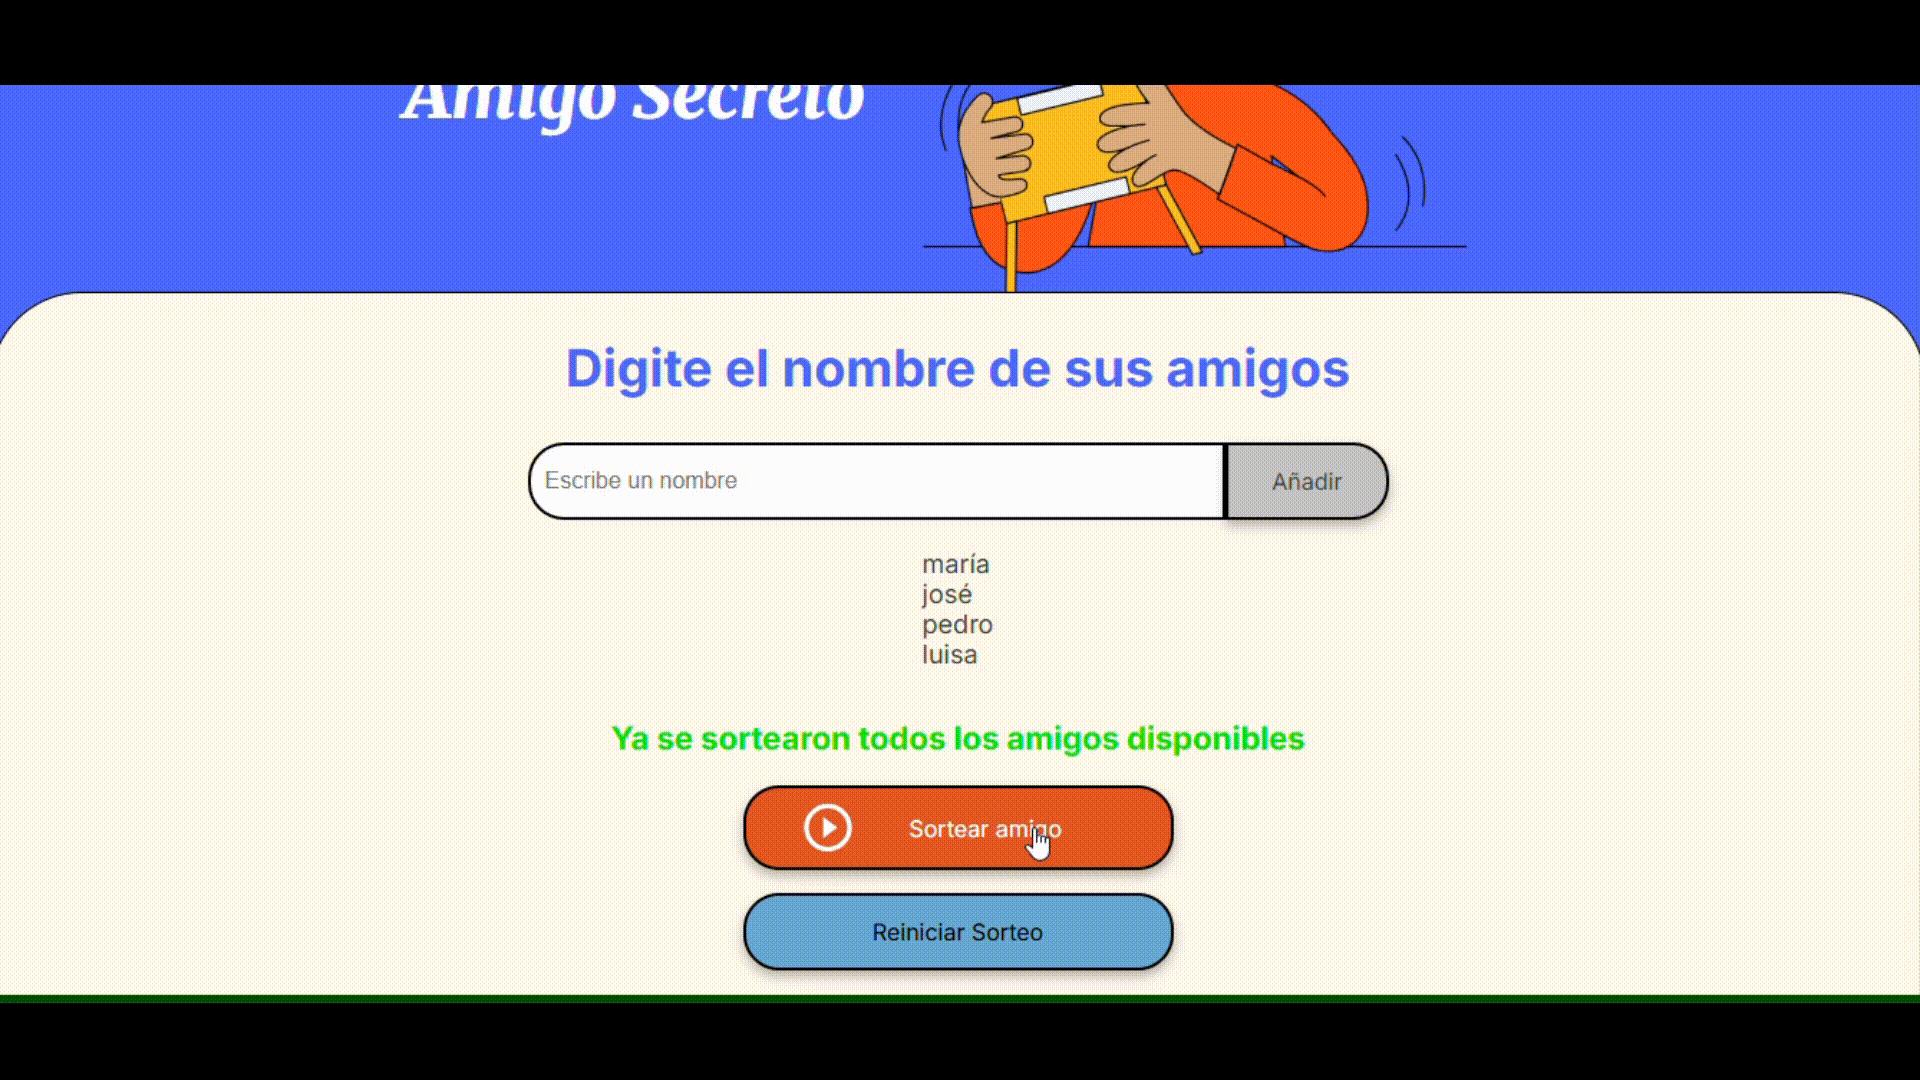 Amigo Secreto
Digite el nombre de sus amigos
Escribe un nombre
Añadir
maría
josé
pedro
luisa
Ya se sortearon todos los amigos disponibles
Sortear amigo
Reiniciar Sorteo